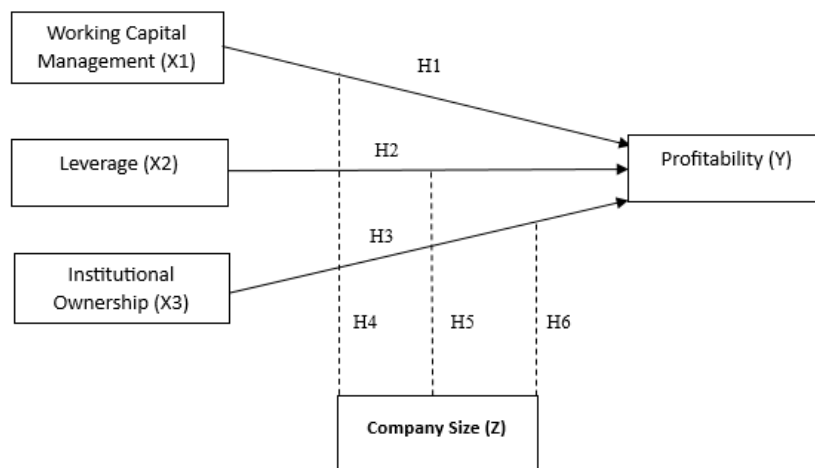 Working Capital
Management (X1)
H1
Leverage (X2)
H2
Profitability (Y)
H3
Institutional
Ownership (X3)
H4
H5
H6
Company Size (Z)